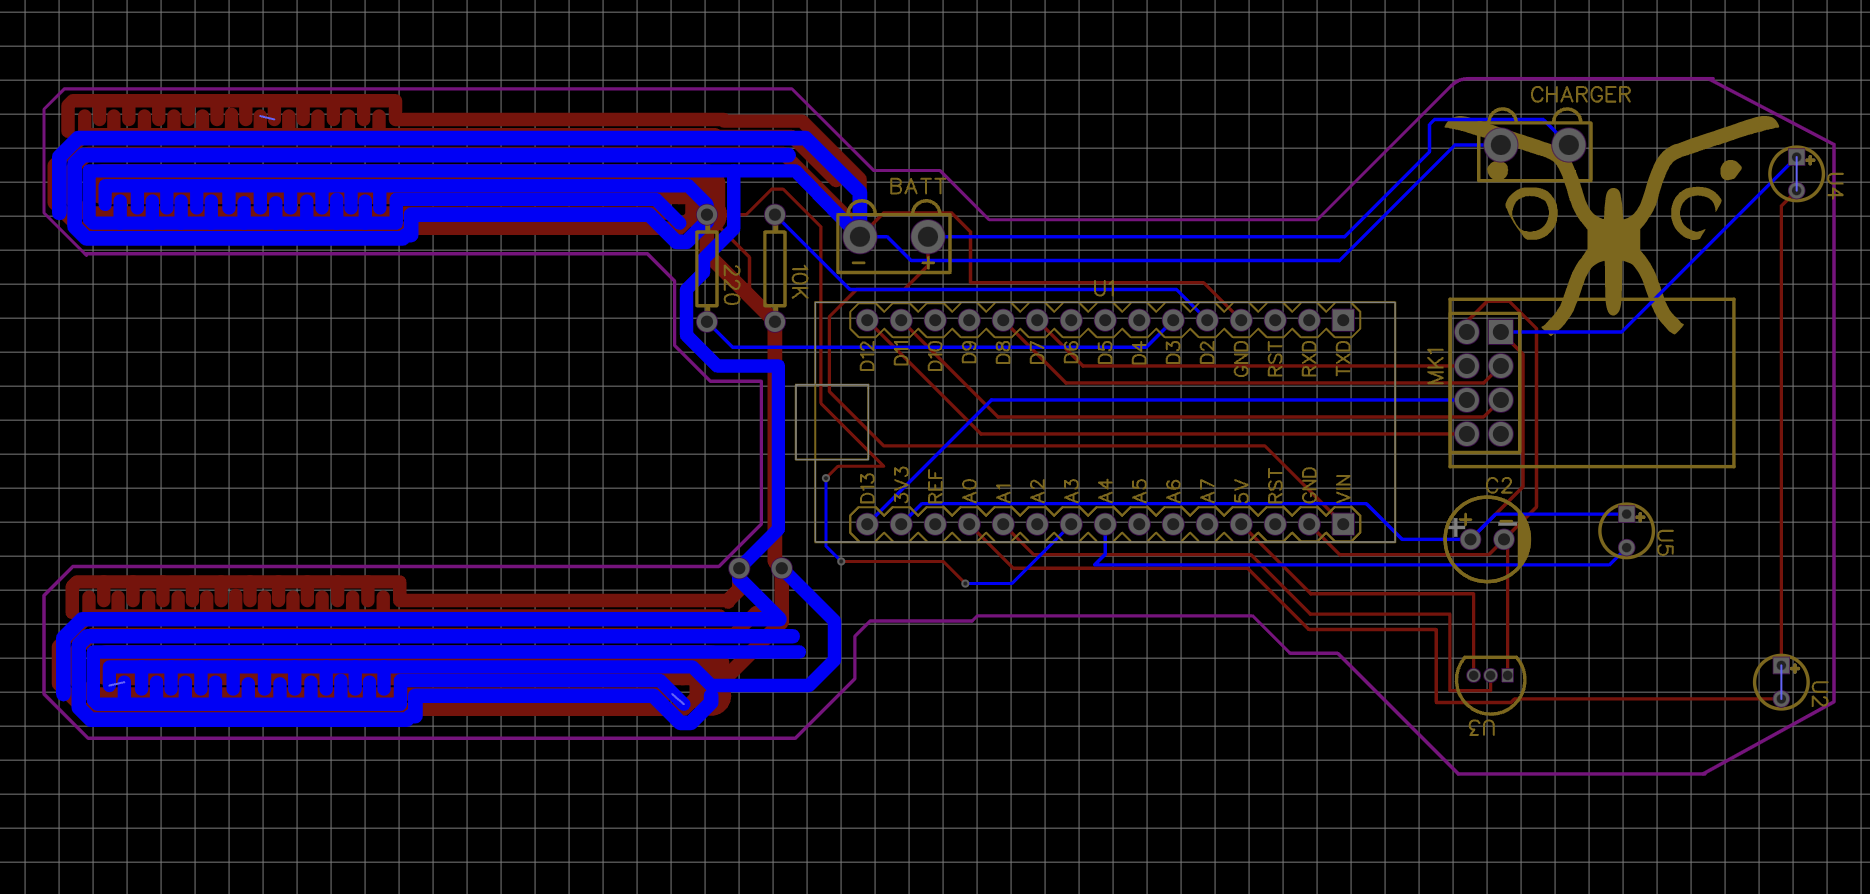 CHARGER
BATT
U4
220
10K
U1
D12 D11 D10 D9 D8 D7 D6 D5 D4 D3 D2 GND RST RXD TXD
MK1
D13 3V3 REF A0 A1 A2 A3 A4 A5 A6 A7 5V RST GND VIN
C2
U5
U2
U3